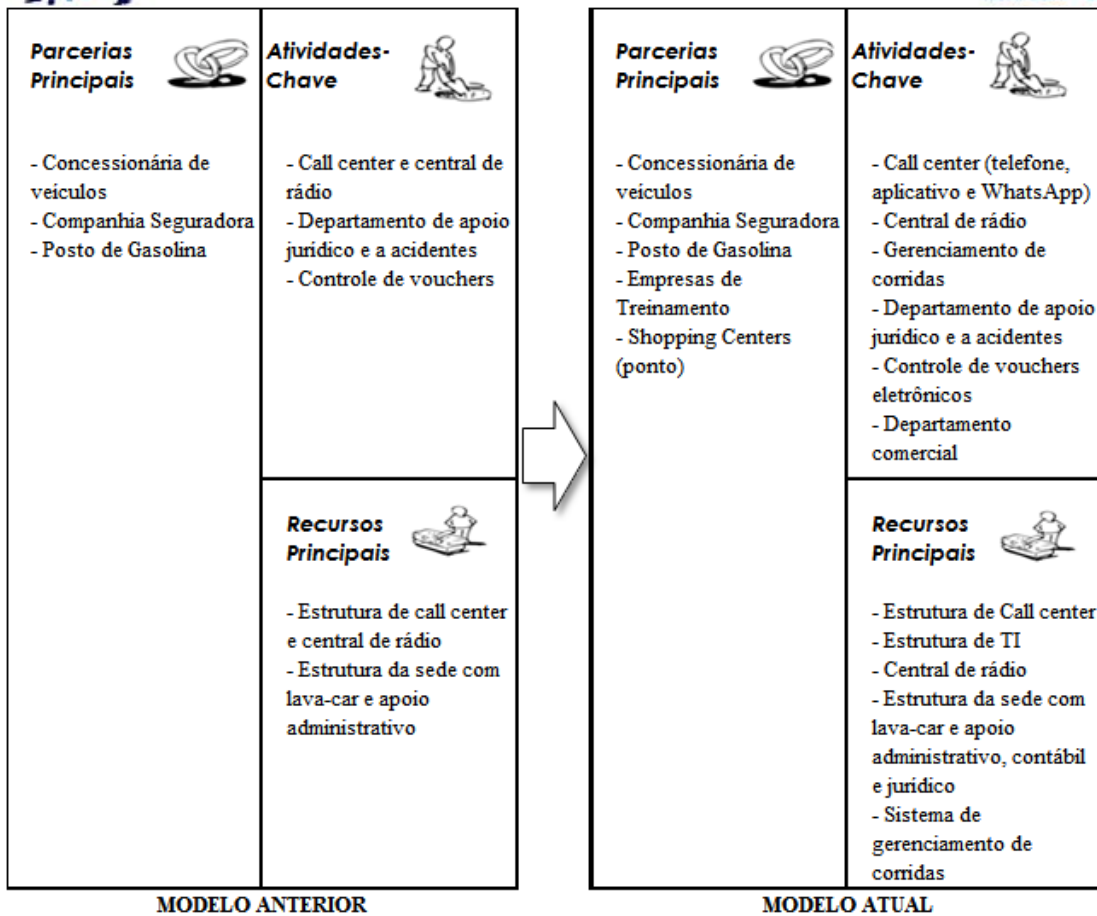 Parcerias
Principais
- Concessionária de
veículos
- Companhia Seguradora
- Posto de Gasolina
Atividades-
Chave
- Call center e central de
rádio
- Departamento de apoio
jurídico e a acidentes
- Controle de vouchers
Recursos
Principais
- Estrutura de call center
e central de rádio
- Estrutura da sede com
lava-car e apoio
administrativo
MODELO ANTERIOR
Parcerias
Principais
- Concessionária de
veículos
- Companhia Seguradora
- Posto de Gasolina
- Empresas de
Treinamento
- Shopping Centers
(ponto)
Atividades-
Chave
- Call center (telefone,
aplicativo e WhatsApp)
- Central de rádio
- Gerenciamento de
corridas
- Departamento de apoio
jurídico e a acidentes
- Controle de vouchers
eletrônicos
- Departamento
comercial
Recursos
Principais
- Estrutura de Call center
- Estrutura de TI
- Central de rádio
- Estrutura da sede com
lava-car e apoio
administrativo, contábil
e jurídico
- Sistema de
gerenciamento de
corridas
MODELO ATUAL